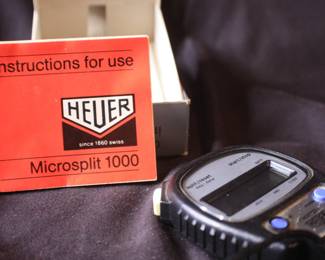 nstructions for use
HEUER
since 1860 swiss
Microsplit 1000